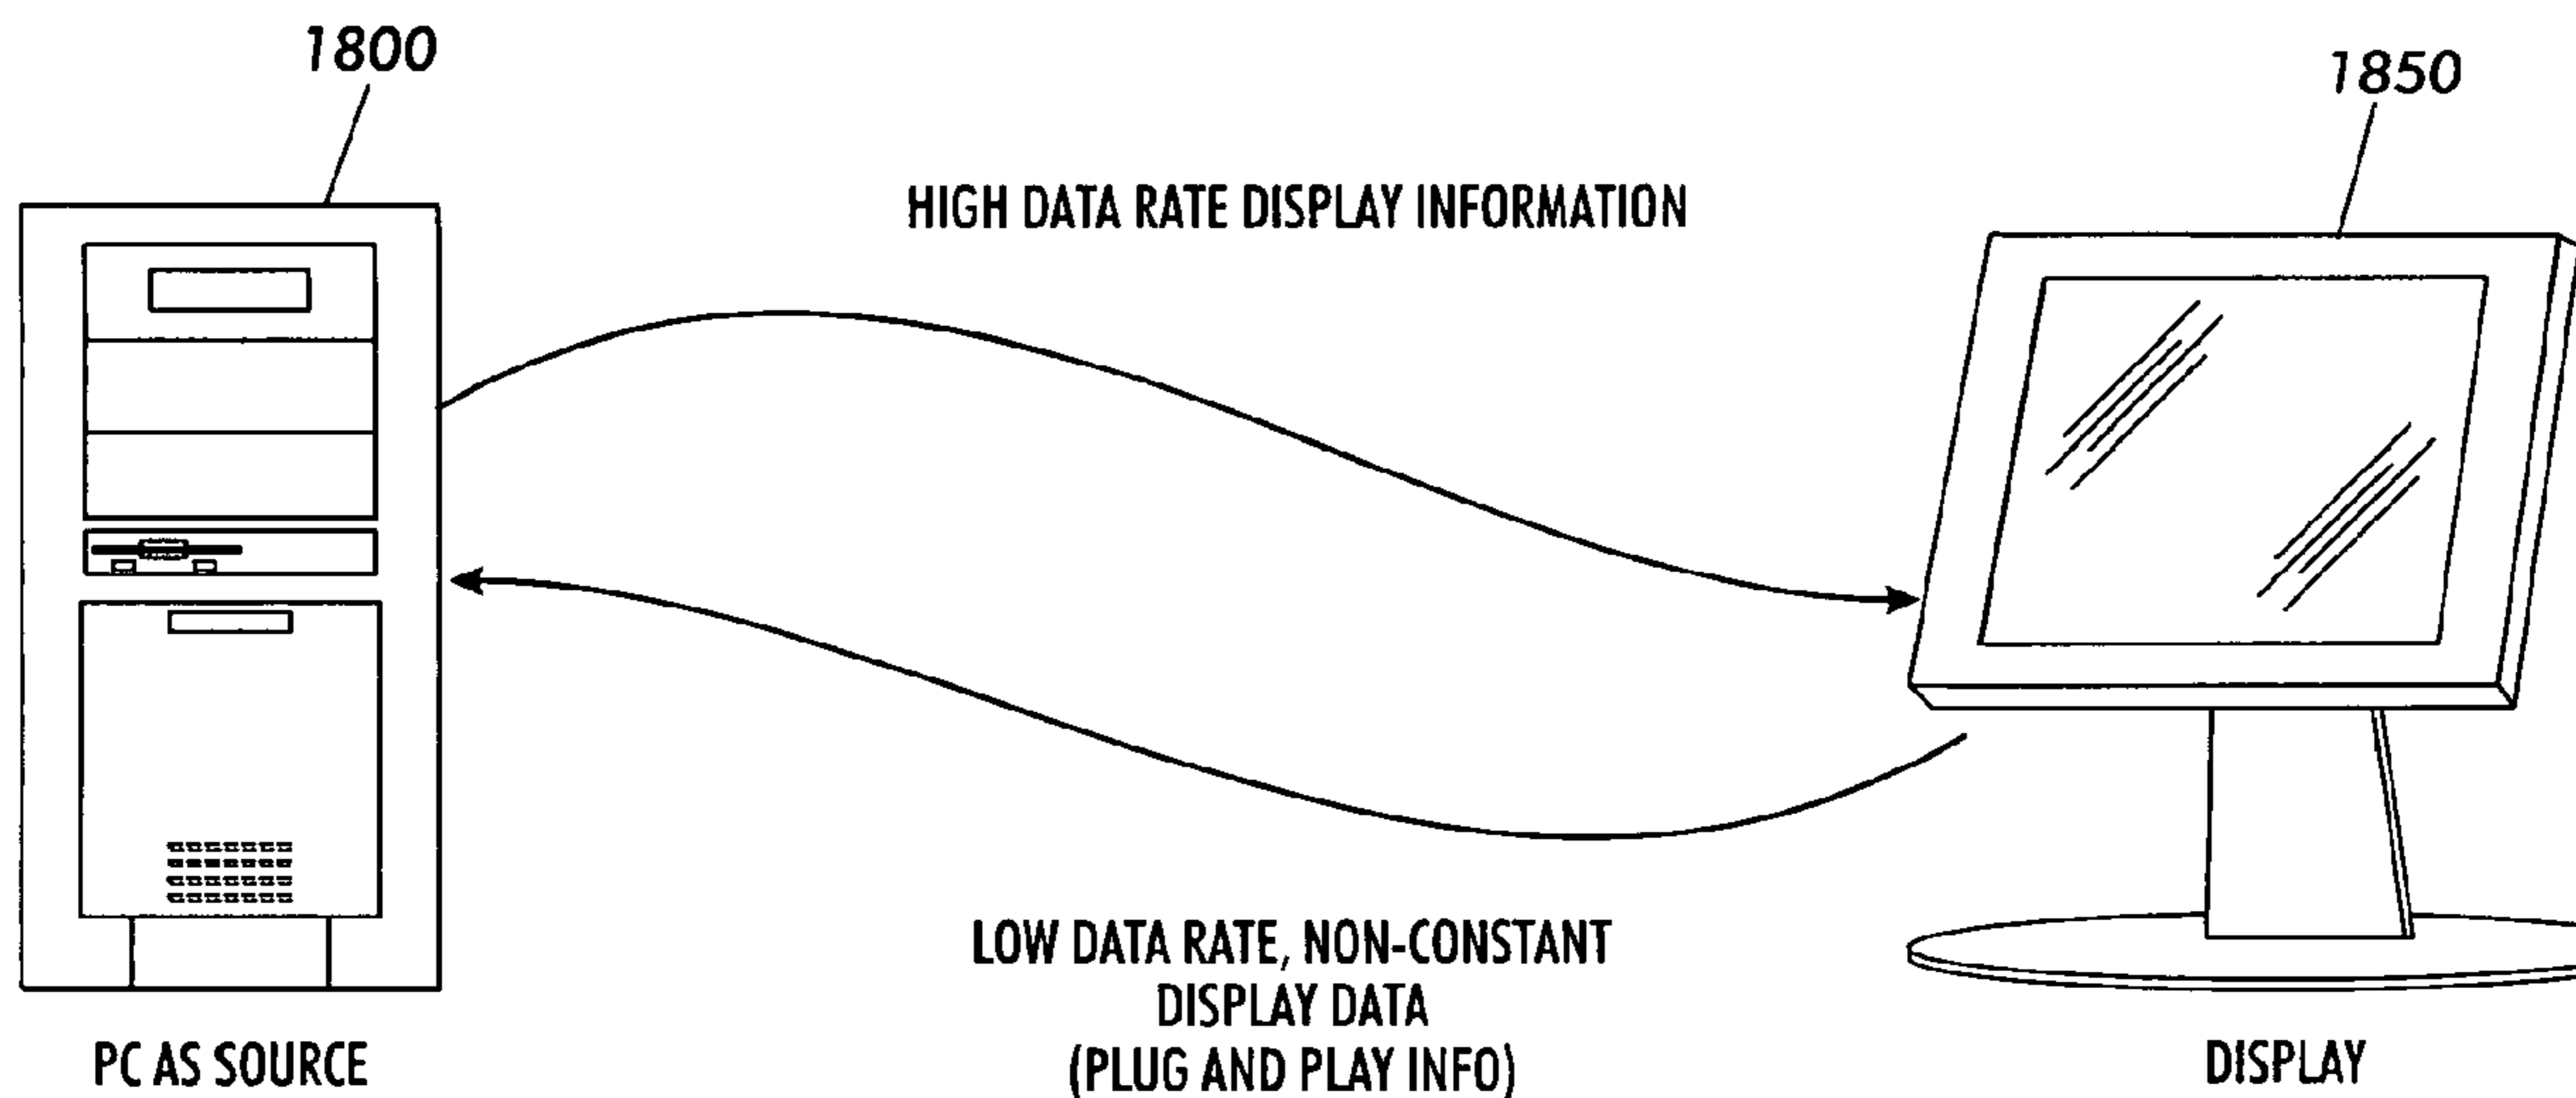 1800
1850
HIGH DATA RATE DISPLAY INFORMATION
LOW DATA RATE, NON-CONSTANT
DISPLAY DATA
(PLUG AND PLAY INFO)
PC AS SOURCE
DISPLAY